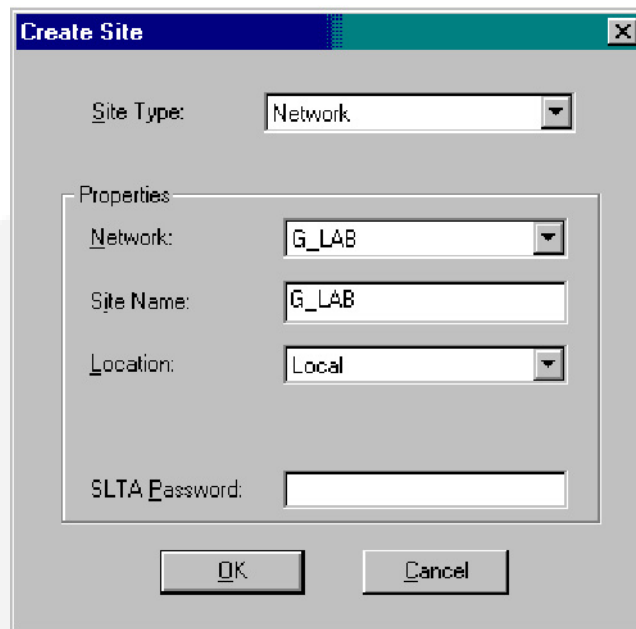 Create Site
Site Type: Network
Properties
Network: G_LAB
Site Name: G_LAB
Location: Local
SLTA Password:
OK Cancel